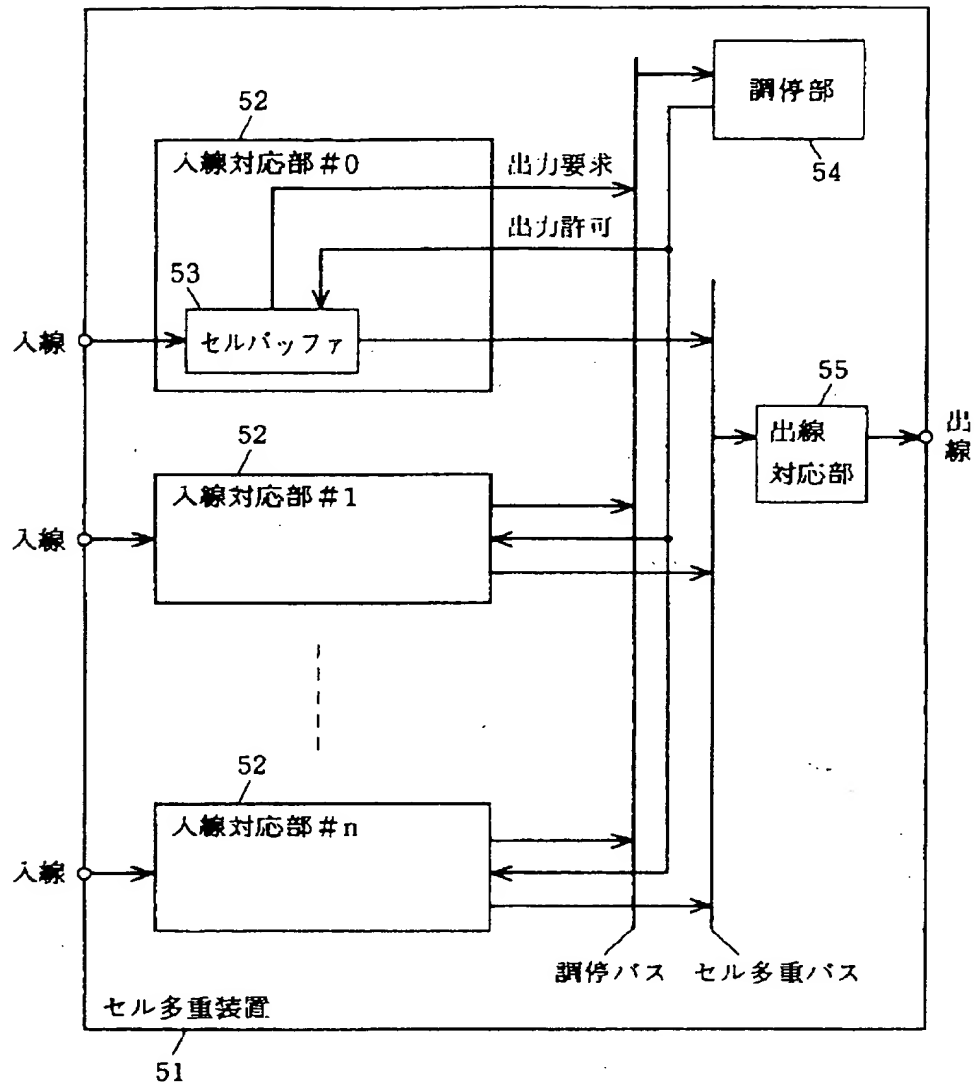 調停部
54
52
入線対応部#0
出力要求
出力許可
53
セルバッファ
入線
55
出線
対応部
出線
52
入線対応部#1
入線
52
入線対応部#n
入線
調停バス
セル多重バス
セル多重装置
51